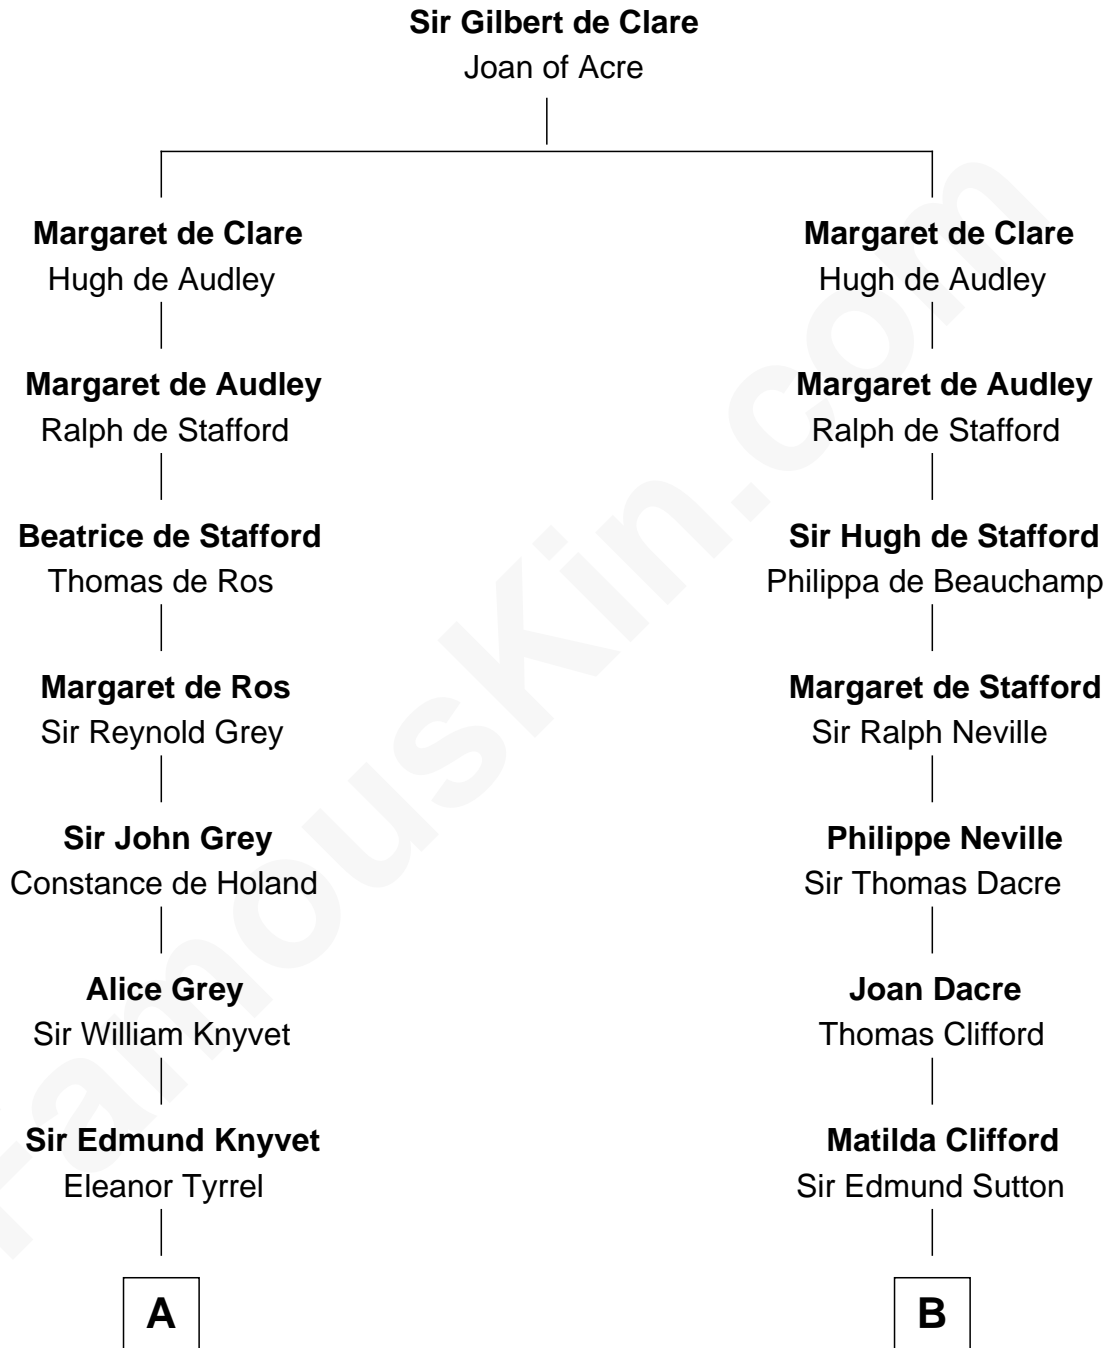 Sir Gilbert de Clare
Joan of Acre
Margaret de Clare
Hugh de Audley
Margaret de Clare
Hugh de Audley
Margaret de Audley
Ralph de Stafford
Margaret de Audley
Ralph de Stafford
Beatrice de Stafford
Thomas de Ros
Sir Hugh de Stafford
Philippa de Beauchamp
Margaret de Ros
Sir Reynold Grey
Margaret de Stafford
Sir Ralph Neville
Sir John Grey
Constance de Holand
Philippe Neville
Sir Thomas Dacre
Alice Grey
Sir William Knyvet
Joan Dacre
Thomas Clifford
Sir Edmund Knyvet
Eleanor Tyrrel
Matilda Clifford
Sir Edmund Sutton
A
B
FamousKin.com